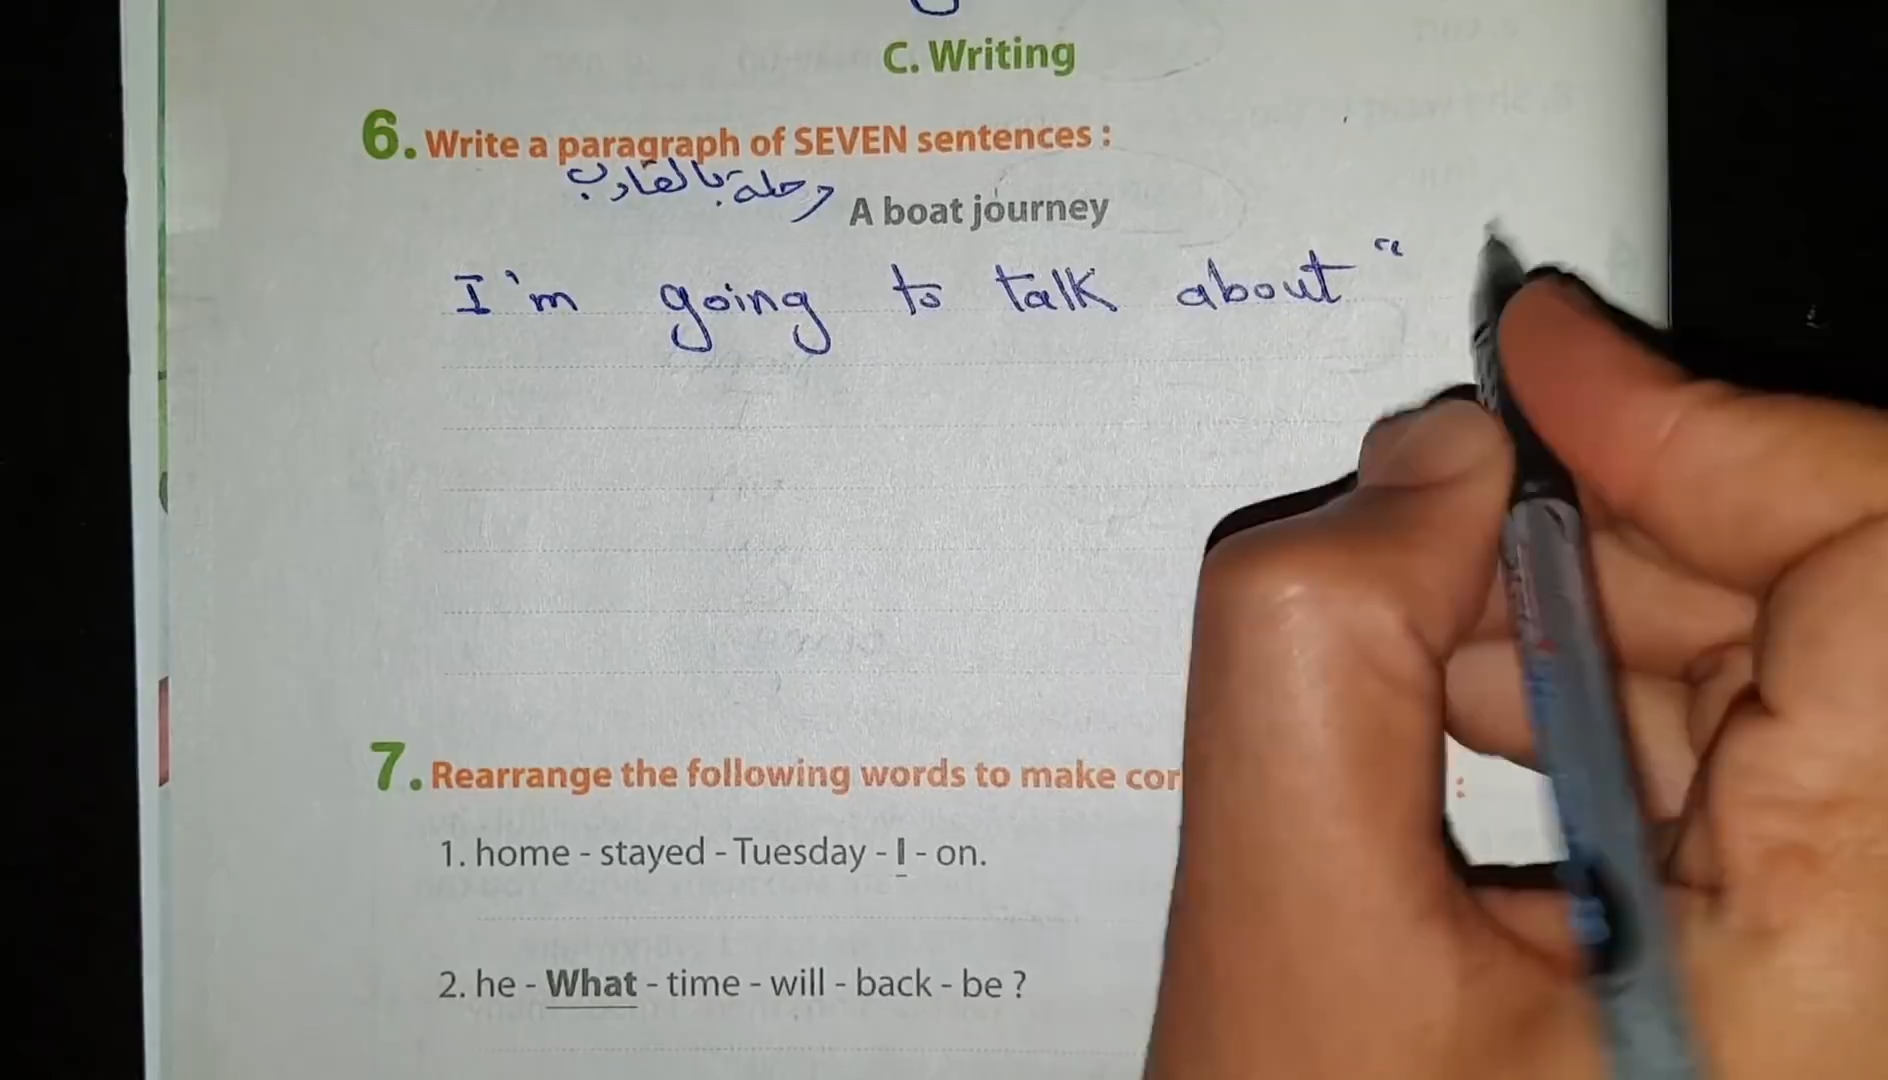 C. Writing
6. Write a paragraph of SEVEN sentences :
رحلة بالقارب
A boat journey
I'm going to talk about "
7. Rearrange the following words to make cor :
1. home - stayed - Tuesday - I - on.
2. he - What - time - will - back - be ?